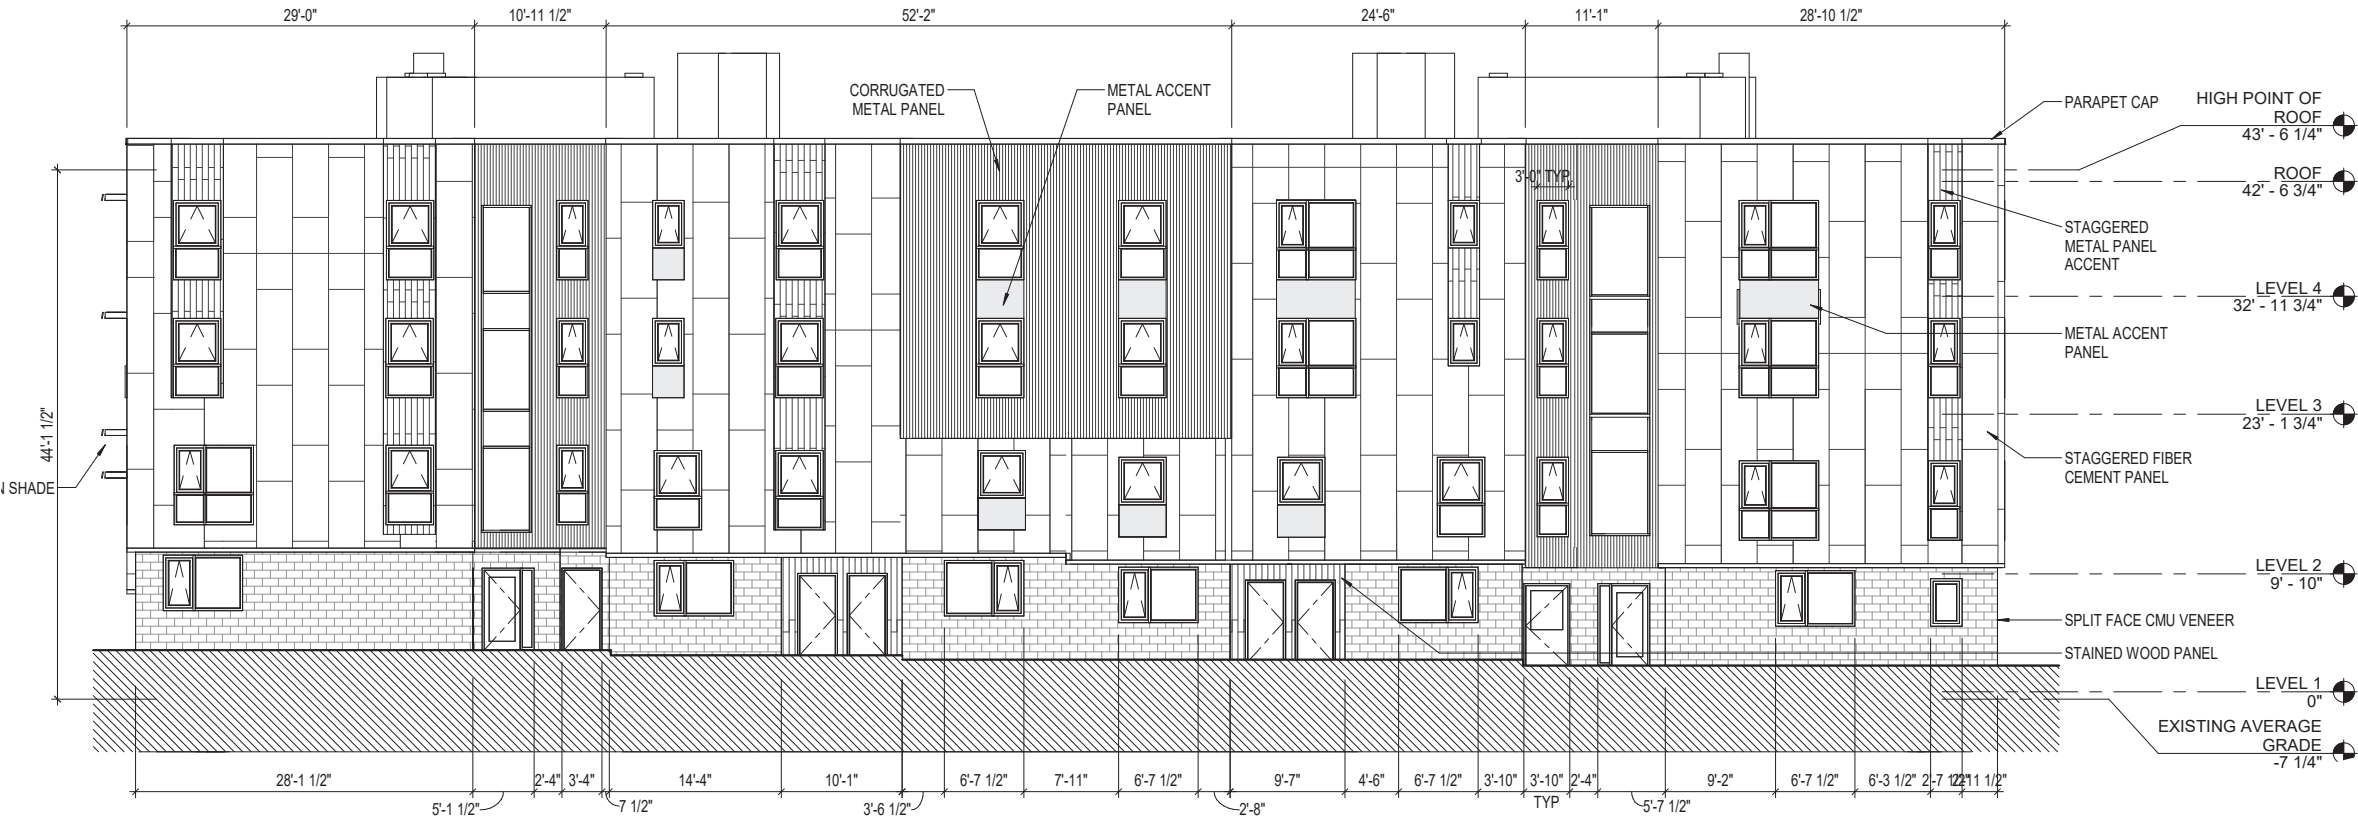 29'-0"
10'-11 1/2"
52'-2"
24'-6"
11'-1"
28'-10 1/2"
CORRUGATED
METAL PANEL
METAL ACCENT
PANEL
PARAPET CAP
HIGH POINT OF
ROOF
43' - 6 1/4"
ROOF
42' - 6 3/4"
3'-0" TYP
STAGGERED
METAL PANEL
ACCENT
LEVEL 4
32' - 11 3/4"
METAL ACCENT
PANEL
LEVEL 3
23' - 1 3/4"
44'-1 1/2"
STAGGERED FIBER
CEMENT PANEL
SHADE
LEVEL 2
9' - 10"
SPLIT FACE CMU VENEER
STAINED WOOD PANEL
LEVEL 1
0"
EXISTING AVERAGE
GRADE
-7 1/4"
28'-1 1/2"
5'-1 1/2"
2'-4"
3'-4"
7 1/2"
14'-4"
10'-1"
3'-6 1/2"
6'-7 1/2"
7'-11"
6'-7 1/2"
2'-8"
9'-7"
4'-6"
6'-7 1/2"
3'-10"
3'-10"
TYP
2'-4"
5'-7 1/2"
9'-2"
6'-7 1/2"
6'-3 1/2"
2'-7 1/2"
11 1/2"